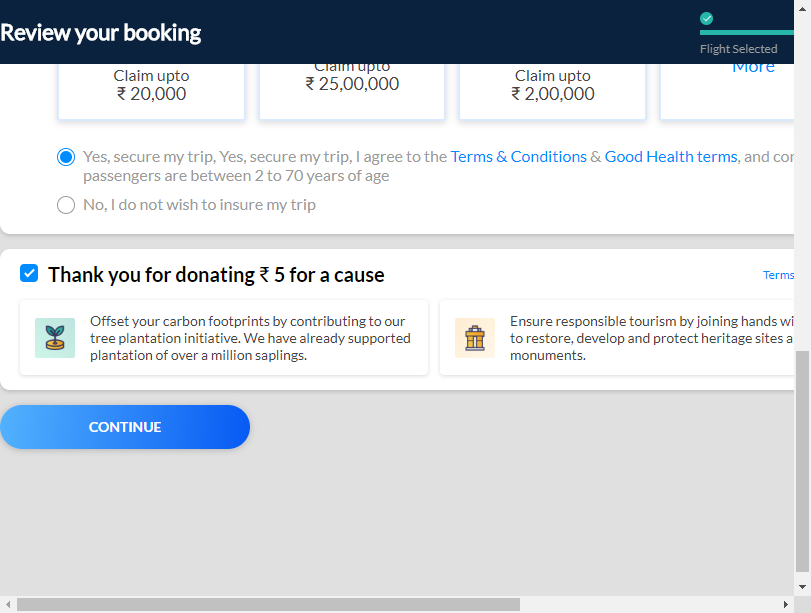 Review your booking
Flight Selected
Claim upto
₹ 20,000
Claim upto
₹ 25,00,000
Claim upto
₹ 2,00,000
More
Yes, secure my trip, Yes, secure my trip, I agree to the Terms & Conditions & Good Health terms, and
passengers are between 2 to 70 years of age
No, I do not wish to insure my trip
Thank you for donating ₹ 5 for a cause
Terms
Offset your carbon footprints by contributing to our
tree plantation initiative. We have already supported
plantation of over a million saplings.
Ensure responsible tourism by joining hands
to restore, develop and protect heritage sites
monuments.
CONTINUE